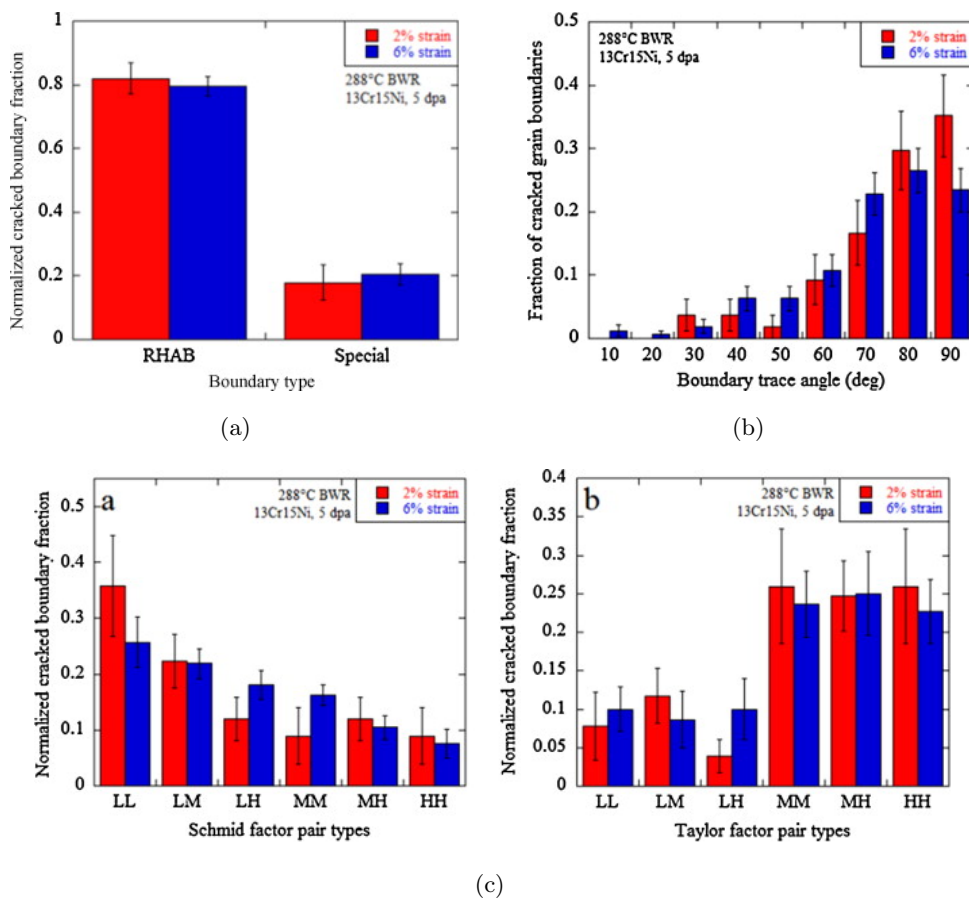 1
0.8
0.6
0.4
0.2
0
Normalized cracked boundary fraction
2% strain
6% strain
288°C BWR
13Cr15Ni, 5 dpa
RHAB
Special
Boundary type
(a)
0.5
0.4
0.3
0.2
0.1
0
Fraction of cracked grain boundaries
288°C BWR
13Cr15Ni, 5 dpa
2% strain
6% strain
10 20 30 40 50 60 70 80 90
Boundary trace angle (deg)
(b)
a
0.5
0.4
0.3
0.2
0.1
0
Normalized cracked boundary fraction
288°C BWR
13Cr15Ni, 5 dpa
2% strain
6% strain
LL LM LH MM MH HH
Schmid factor pair types
b
0.4
0.35
0.3
0.25
0.2
0.15
0.1
0.05
0
Normalized cracked boundary fraction
288°C BWR
13Cr15Ni, 5 dpa
2% strain
6% strain
LL LM LH MM MH HH
Taylor factor pair types
(c)